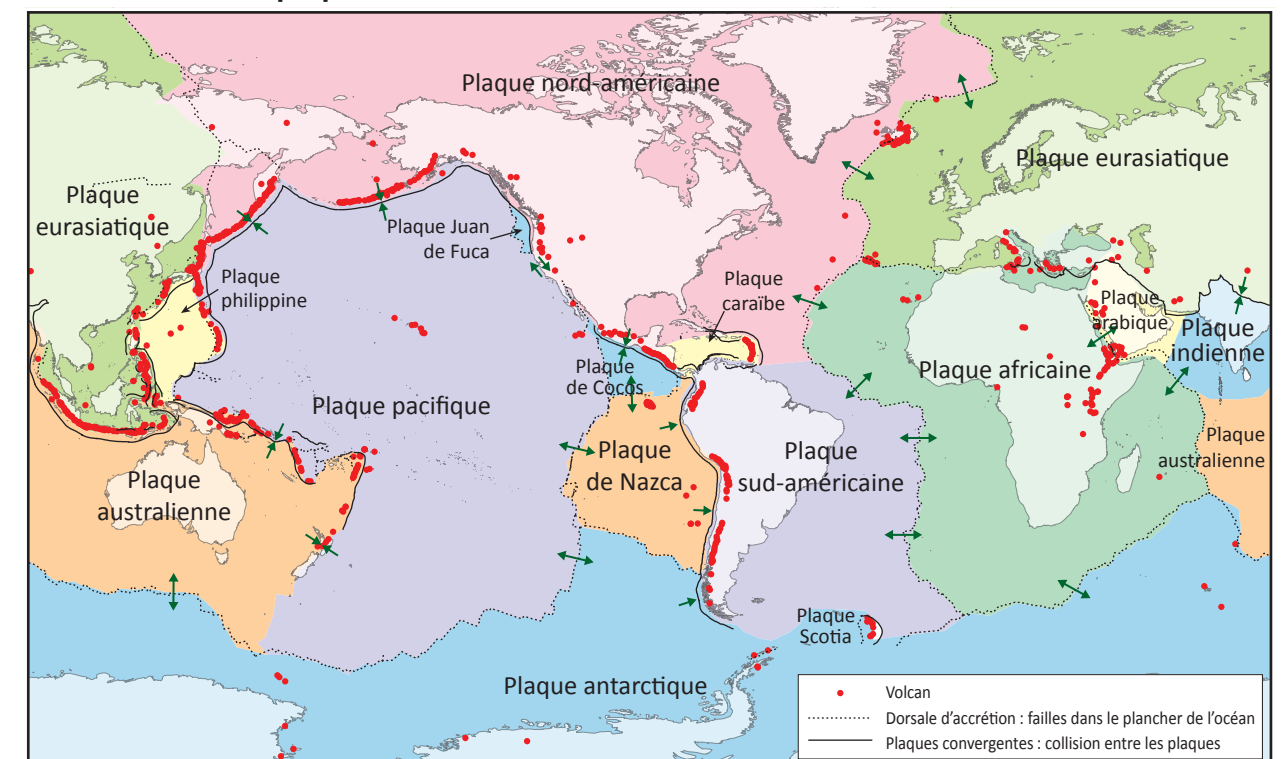 Plaque nord-américaine
Plaque eurasiatique
Plaque
eurasiatique
Plaque Juan
de Fuca
Plaque
philippine
Plaque
caraïbe
Plaque
arabique
Plaque
indienne
Plaque
de Cocos
Plaque africaine
Plaque pacifique
Plaque
australienne
Plaque
de Nazca
Plaque
sud-américaine
Plaque
australienne
Plaque
Scotia
Plaque antarctique
Volcan
Dorsale d’accrétion : failles dans le plancher de l’océan
Plaques convergentes : collision entre les plaques